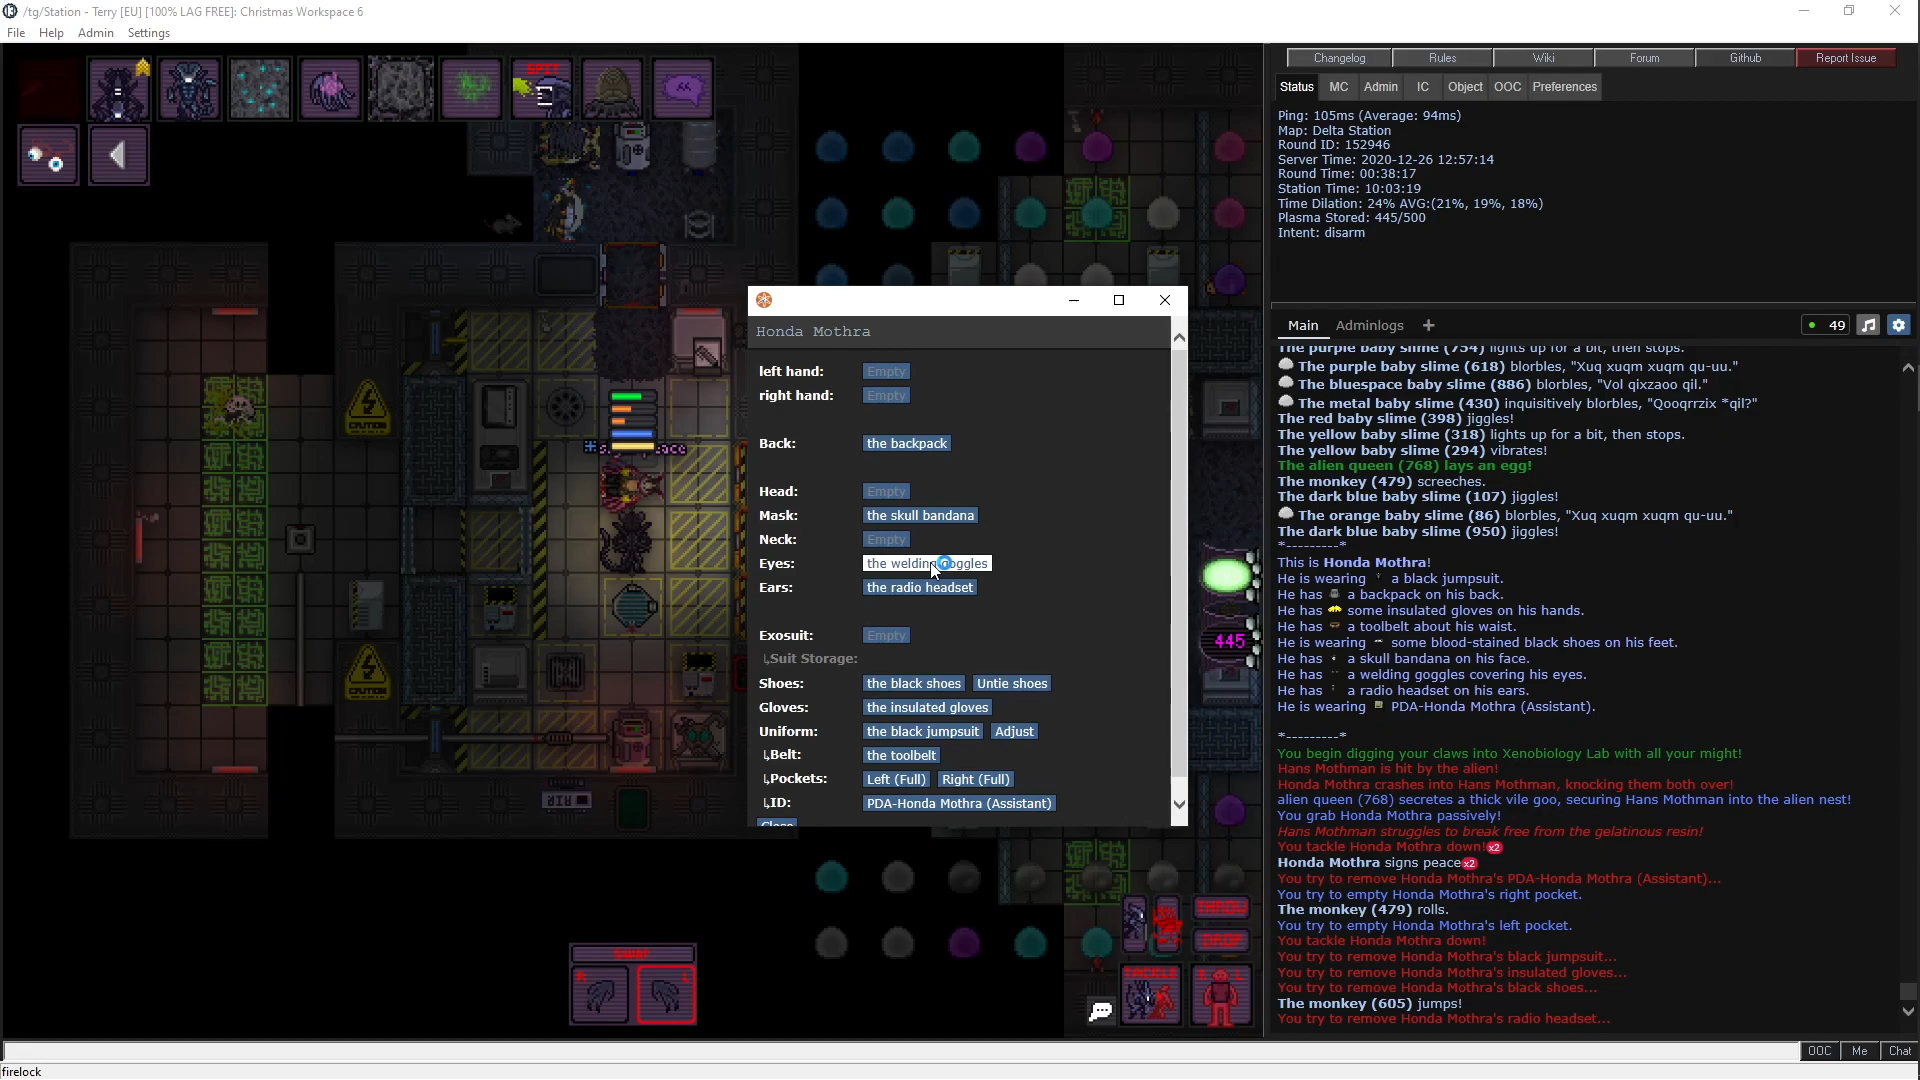 /tg/Station - Terry [EU] [100% LAG FREE]: Christmas Workspace 6
File Help Admin Settings
SPIT
Changelog Rules Wiki Forum Github Report Issue
Status MC Admin IC Object OOC Preferences
Ping: 105ms (Average: 94ms)
Map: Delta Station
Round ID: 152946
Server Time: 2020-12-26 12:57:14
Round Time: 00:38:17
Station Time: 10:03:19
Time Dilation: 24% AVG:(21%, 19%, 18%)
Plasma Stored: 445/500
Intent: disarm
Honda Mothra
left hand: Empty
right hand: Empty
Back: the backpack
Head: Empty
Mask: the skull bandana
Neck: Empty
Eyes: the welding goggles
Ears: the radio headset
Exosuit: Empty
↳Suit Storage:
Shoes: the black shoes Untie shoes
Gloves: the insulated gloves
Uniform: the black jumpsuit Adjust
↳Belt: the toolbelt
↳Pockets: Left (Full) Right (Full)
↳ID: PDA-Honda Mothra (Assistant)
Close
CAUTION
CAUTION
445
Main Adminlogs + 49
The purple baby slime (754) lights up for a bit, then stops.
The purple baby slime (618) blorbles, "Xuq xuqm xuqm qu-uu."
The bluespace baby slime (886) blorbles, "Vol qixzaoo qil."
The metal baby slime (430) inquisitively blorbles, "Qooqrrzix *qil?"
The red baby slime (398) jiggles!
The yellow baby slime (318) lights up for a bit, then stops.
The yellow baby slime (294) vibrates!
The alien queen (768) lays an egg!
The monkey (479) screeches.
The dark blue baby slime (107) jiggles!
The orange baby slime (86) blorbles, "Xuq xuqm xuqm qu-uu."
The dark blue baby slime (950) jiggles!
*---------*
This is Honda Mothra!
He is wearing a black jumpsuit.
He has a backpack on his back.
He has some insulated gloves on his hands.
He has a toolbelt about his waist.
He is wearing some blood-stained black shoes on his feet.
He has a skull bandana on his face.
He has a welding goggles covering his eyes.
He has a radio headset on his ears.
He is wearing PDA-Honda Mothra (Assistant).
*---------*
You begin digging your claws into Xenobiology Lab with all your might!
Hans Mothman is hit by the alien!
Honda Mothra crashes into Hans Mothman, knocking them both over!
alien queen (768) secretes a thick vile goo, securing Hans Mothman into the alien nest!
You grab Honda Mothra passively!
Hans Mothman struggles to break free from the gelatinous resin!
You tackle Honda Mothra down! x2
Honda Mothra signs peace x2
You try to remove Honda Mothra's PDA-Honda Mothra (Assistant)...
You try to empty Honda Mothra's right pocket.
The monkey (479) rolls.
You try to empty Honda Mothra's left pocket.
You tackle Honda Mothra down!
You try to remove Honda Mothra's black jumpsuit...
You try to remove Honda Mothra's insulated gloves...
You try to remove Honda Mothra's black shoes...
The monkey (605) jumps!
You try to remove Honda Mothra's radio headset...
SWAP
R L
THROW
DROP
TACKLE
R L
OOC Me Chat
firelock